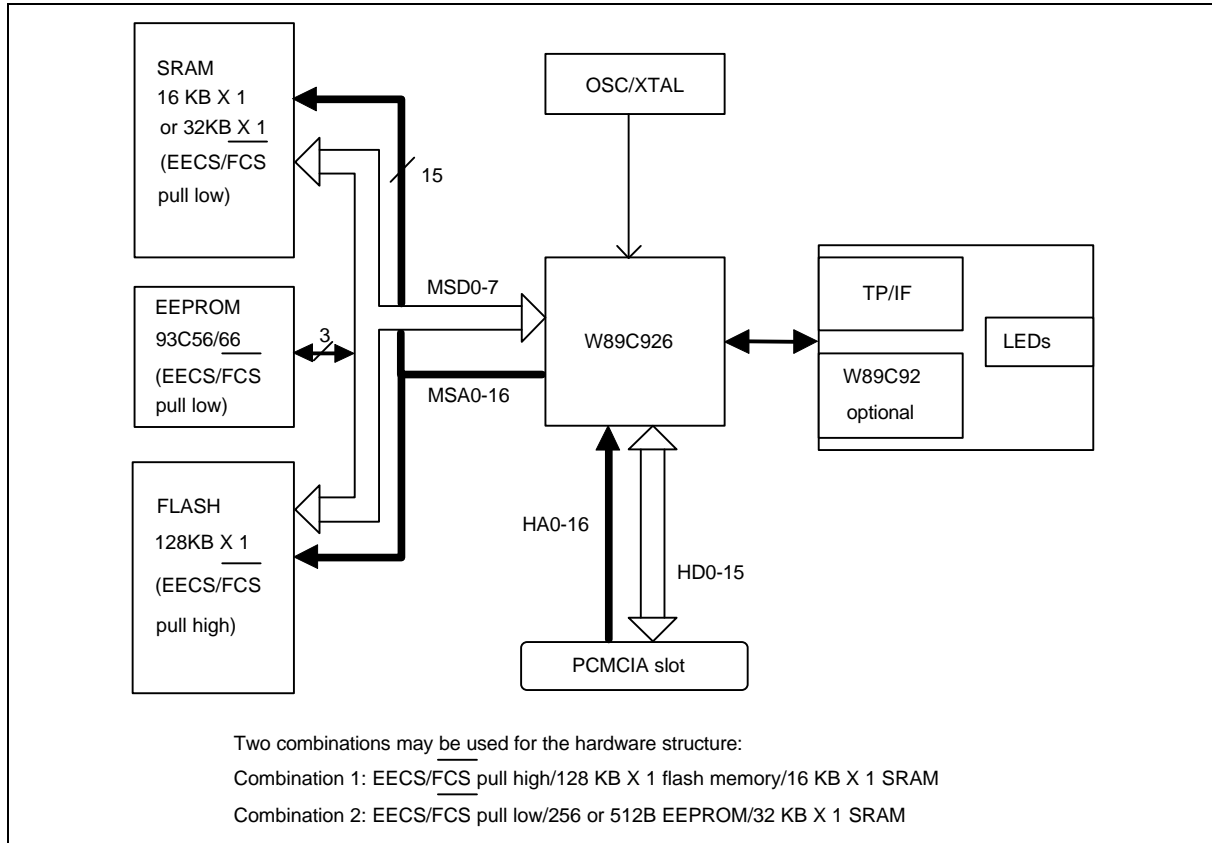 SRAM
16 KB X 1
or 32KB X 1
(EECS/FCS
pull low)
EEPROM
93C56/66
(EECS/FCS
pull low)
FLASH
128KB X 1
(EECS/FCS
pull high)
15
3
MSD0-7
MSA0-16
OSC/XTAL
W89C926
TP/IF
W89C92
optional
LEDs
HA0-16
HD0-15
PCMCIA slot
Two combinations may be used for the hardware structure:
Combination 1: EECS/FCS pull high/128 KB X 1 flash memory/16 KB X 1 SRAM
Combination 2: EECS/FCS pull low/256 or 512B EEPROM/32 KB X 1 SRAM